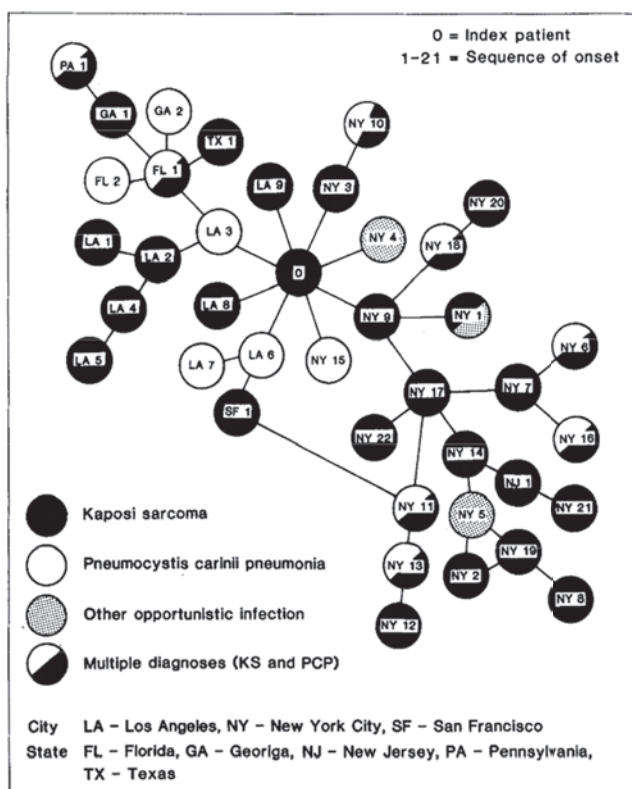 0 = Index patient
1-21 = Sequence of onset
PA 1
GA 1
GA 2
TX 1
FL 1
FL 2
NY 10
LA 9
NY 3
NY 20
LA 3
NY 4
NY 18
LA 1
LA 2
0
LA 4
LA 8
NY 9
NY 1
LA 5
LA 7
LA 6
NY 15
NY 6
NY 17
NY 7
SF 1
NY 22
NY 16
NY 14
NJ 1
NY 11
NY 5
NY 21
NY 13
NY 19
NY 2
NY 8
NY 12
Kaposi sarcoma
Pneumocystis carinii pneumonia
Other opportunistic infection
Multiple diagnoses (KS and PCP)
City LA - Los Angeles, NY - New York City, SF - San Francisco
State FL - Florida, GA - Georiga, NJ - New Jersey, PA - Pennsylvania,
TX - Texas